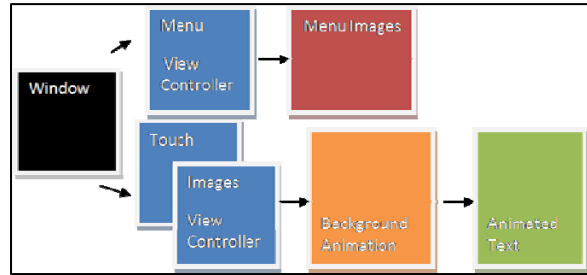 Menu
View
Controller
Menu Images
Window
Touch
Images
View
Controller
Background
Animation
Animated
Text